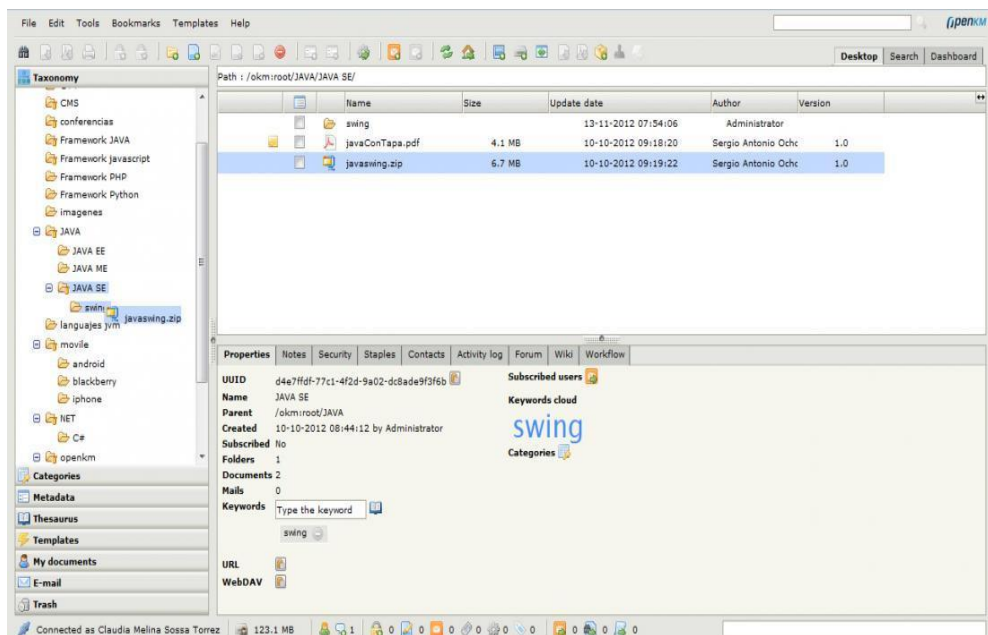 File Edit Tools Bookmarks Templates Help
OpenKM
Desktop Search Dashboard
Taxonomy
Path : /okm:root/JAVA/JAVA SE/
CMS
conferencias
Framework JAVA
Framework javascript
Framework PHP
Framework Python
imagenes
JAVA
JAVA EE
JAVA ME
JAVA SE
javaswing.zip
languajes jvm
movile
android
blackberry
iphone
NET
C#
openkm
Categories
Metadata
Thesaurus
Templates
My documents
E-mail
Trash
Name Size Update date Author Version
swing 13-11-2012 07:54:06 Administrator
javaConTapa.pdf 4.1 MB 10-10-2012 09:18:20 Sergio Antonio Ochc 1.0
javaswing.zip 6.7 MB 10-10-2012 09:19:22 Sergio Antonio Ochc 1.0
Properties Notes Security Staples Contacts Activity log Forum Wiki Workflow
UUID d4e7ffdf-77c1-4f2d-9a02-dc8ade9f3f6b
Name JAVA SE
Parent /okm:root/JAVA
Created 10-10-2012 08:44:12 by Administrator
Subscribed No
Folders 1
Documents 2
Mails 0
Keywords Type the keyword
swing
URL
WebDAV
Subscribed users
Keywords cloud
swing
Categories
Connected as Claudia Melina Sossa Torrez 123.1 MB 1 0 0 0 0 0 0 0 0 0